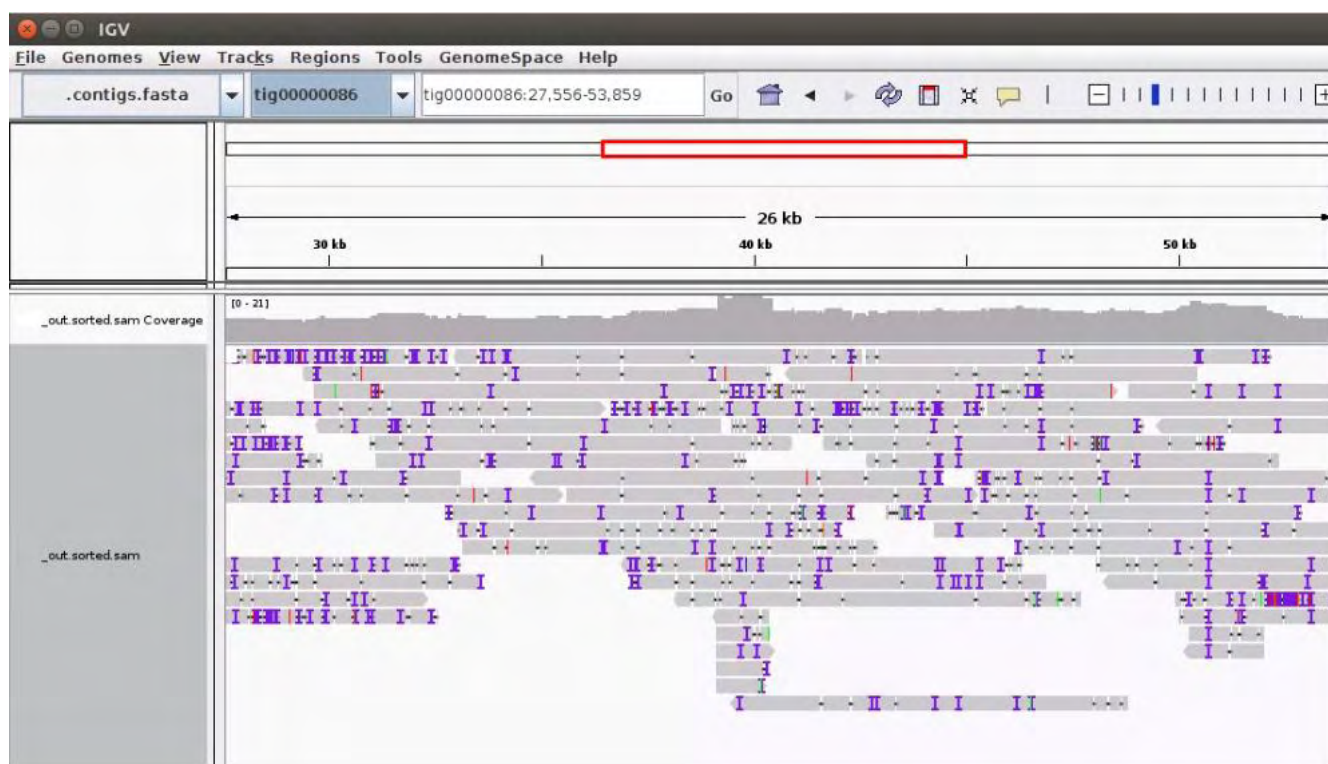 IGV
File Genomes View Tracks Regions Tools GenomeSpace Help
.contigs.fasta tig00000086 tig00000086:27,556-53,859 Go
26 kb
30 kb 40 kb 50 kb
[0 - 21]
_out.sorted.sam Coverage
_out.sorted.sam